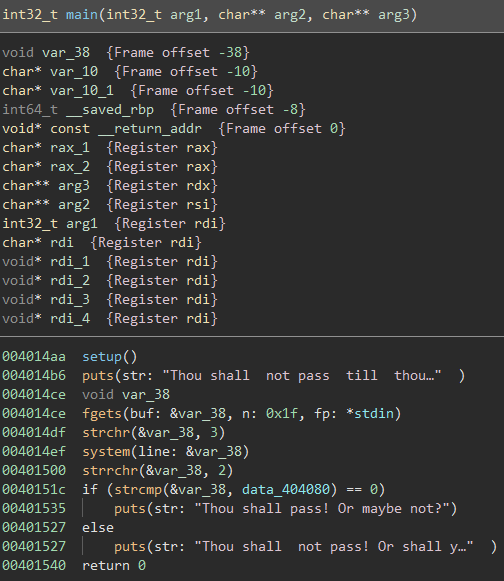 int32_t main(int32_t arg1, char** arg2, char** arg3)
void var_38  {Frame offset -38}
char* var_10  {Frame offset -10}
char* var_10_1  {Frame offset -10}
int64_t __saved_rbp  {Frame offset -8}
void* const __return_addr  {Frame offset 0}
char* rax_1  {Register rax}
char* rax_2  {Register rax}
char** arg3  {Register rdx}
char** arg2  {Register rsi}
int32_t arg1  {Register rdi}
char* rdi  {Register rdi}
void* rdi_1  {Register rdi}
void* rdi_2  {Register rdi}
void* rdi_3  {Register rdi}
void* rdi_4  {Register rdi}
004014aa  setup()
004014b6  puts(str: "Thou shall  not pass  till  thou…"  )
004014ce  void var_38
004014ce  fgets(buf: &var_38, n: 0x1f, fp: *stdin)
004014df  strchr(&var_38, 3)
004014ef  system(line: &var_38)
00401500  strrchr(&var_38, 2)
0040151c  if (strcmp(&var_38, data_404080) == 0)
00401535      puts(str: "Thou shall pass! Or maybe not?")
00401527  else
00401527      puts(str: "Thou shall  not pass! Or shall y…"  )
00401540  return 0